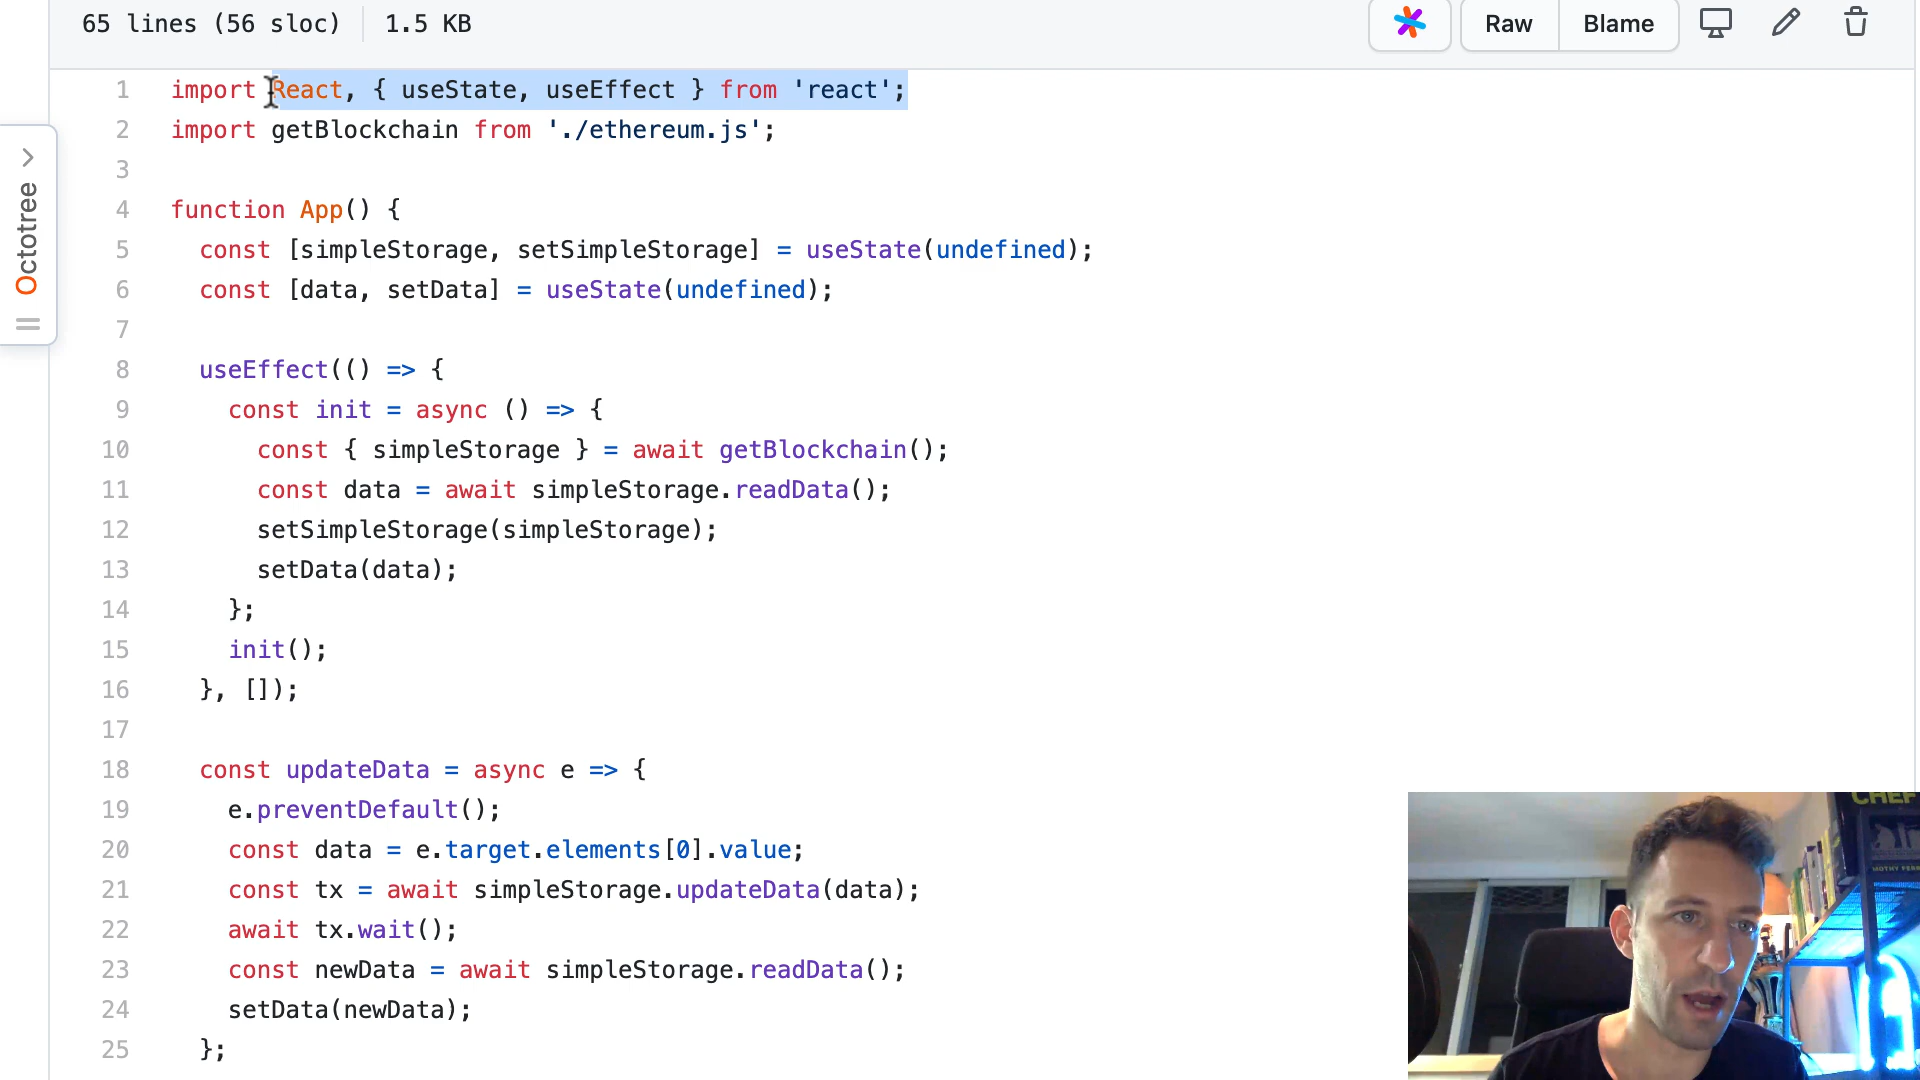 65 lines (56 sloc) 1.5 KB Raw Blame
Octotree
1 import React, { useState, useEffect } from 'react';
2 import getBlockchain from './ethereum.js';
3
4 function App() {
5 const [simpleStorage, setSimpleStorage] = useState(undefined);
6 const [data, setData] = useState(undefined);
7
8 useEffect(() => {
9 const init = async () => {
10 const { simpleStorage } = await getBlockchain();
11 const data = await simpleStorage.readData();
12 setSimpleStorage(simpleStorage);
13 setData(data);
14 };
15 init();
16 }, []);
17
18 const updateData = async e => {
19 e.preventDefault();
20 const data = e.target.elements[0].value;
21 const tx = await simpleStorage.updateData(data);
22 await tx.wait();
23 const newData = await simpleStorage.readData();
24 setData(newData);
25 };
CHEF